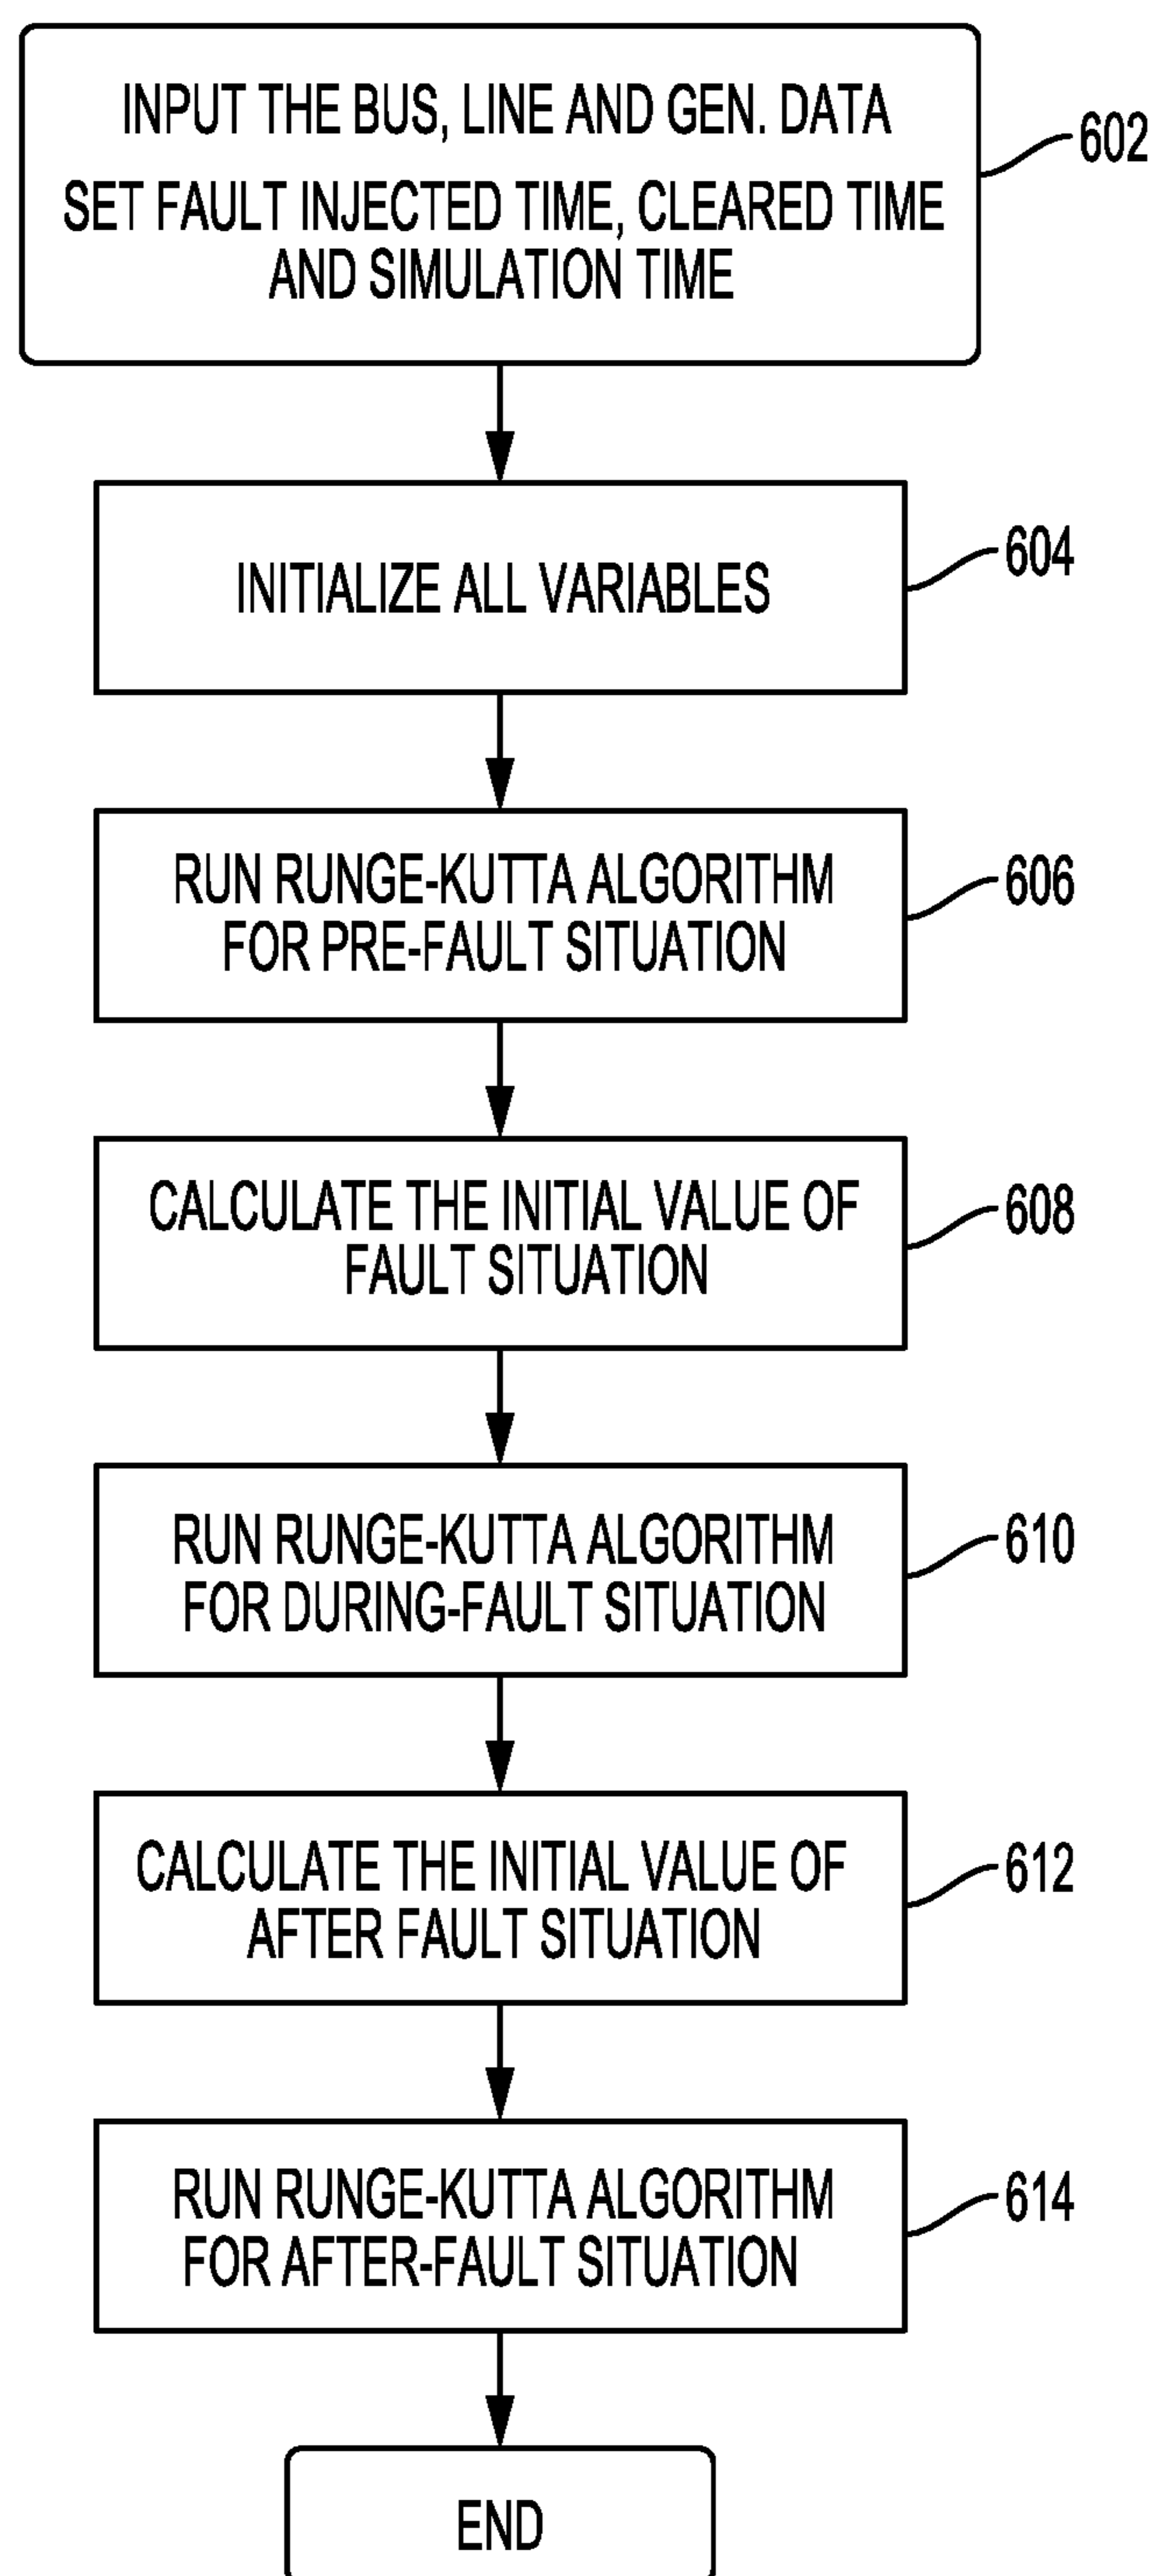 INPUT THE BUS, LINE AND GEN. DATA
SET FAULT INJECTED TIME, CLEARED TIME
AND SIMULATION TIME
602
INITIALIZE ALL VARIABLES
604
RUN RUNGE-KUTTA ALGORITHM
FOR PRE-FAULT SITUATION
606
CALCULATE THE INITIAL VALUE OF
FAULT SITUATION
608
RUN RUNGE-KUTTA ALGORITHM
FOR DURING-FAULT SITUATION
610
CALCULATE THE INITIAL VALUE OF
AFTER FAULT SITUATION
612
RUN RUNGE-KUTTA ALGORITHM
FOR AFTER-FAULT SITUATION
614
END